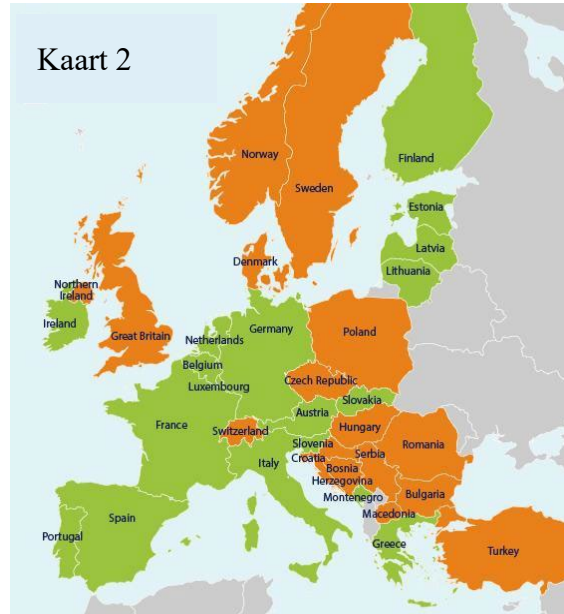 Kaart 2
Norway
Sweden
Finland
Estonia
Latvia
Lithuania
Denmark
Northern
Ireland
Ireland
Great Britain
Netherlands
Germany
Poland
Belgium
Luxembourg
Czech Republic
Slovakia
Austria
France
Switzerland
Hungary
Slovenia
Croatia
Romania
Italy
Serbia
Bosnia
Herzegovina
Montenegro
Bulgaria
Macedonia
Portugal
Spain
Greece
Turkey